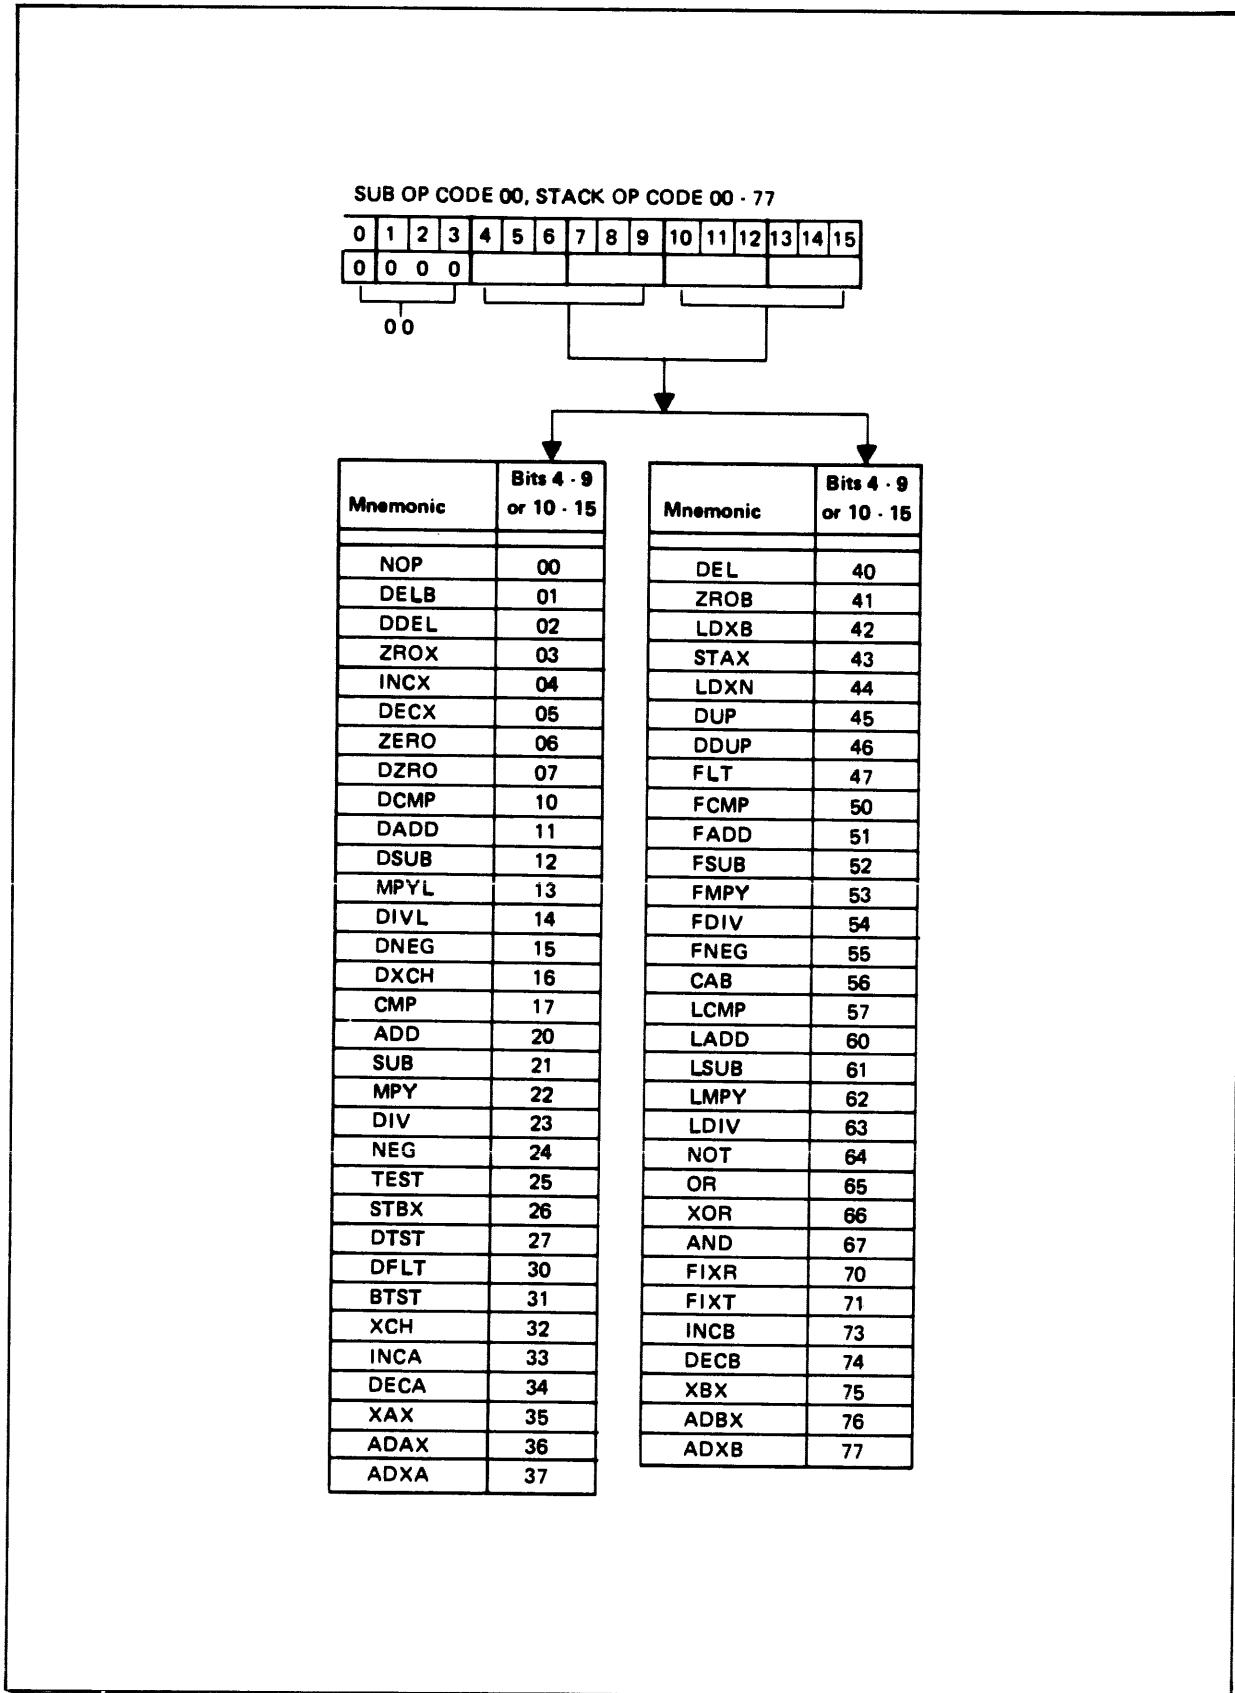 SUB OP CODE 00, STACK OP CODE 00 - 77
0 1 2 3 4 5 6 7 8 9 10 11 12 13 14 15
0 0 0 0
00
Mnemonic Bits 4 - 9 or 10 - 15
NOP 00
DELB 01
DDEL 02
ZROX 03
INCX 04
DECX 05
ZERO 06
DZRO 07
DCMP 10
DADD 11
DSUB 12
MPYL 13
DIVL 14
DNEG 15
DXCH 16
CMP 17
ADD 20
SUB 21
MPY 22
DIV 23
NEG 24
TEST 25
STBX 26
DTST 27
DFLT 30
BTST 31
XCH 32
INCA 33
DECA 34
XAX 35
ADAX 36
ADXA 37
Mnemonic Bits 4 - 9 or 10 - 15
DEL 40
ZROB 41
LDXB 42
STAX 43
LDXN 44
DUP 45
DDUP 46
FLT 47
FCMP 50
FADD 51
FSUB 52
FMPY 53
FDIV 54
FNEG 55
CAB 56
LCMP 57
LADD 60
LSUB 61
LMPY 62
LDIV 63
NOT 64
OR 65
XOR 66
AND 67
FIXR 70
FIXT 71
INCB 73
DECB 74
XBX 75
ADBX 76
ADXB 77